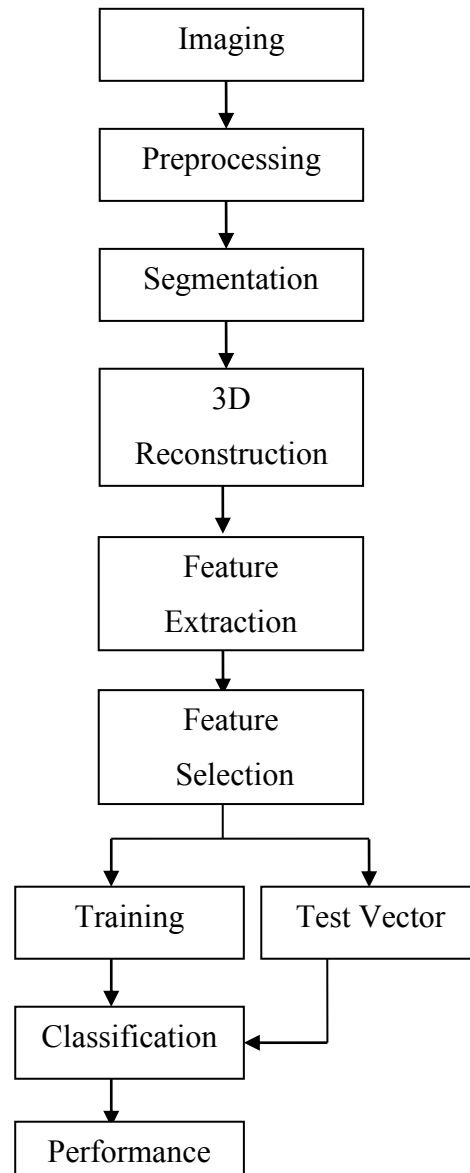 Imaging
Preprocessing
Segmentation
3D
Reconstruction
Feature
Extraction
Feature
Selection
Training
Test Vector
Classification
Performance